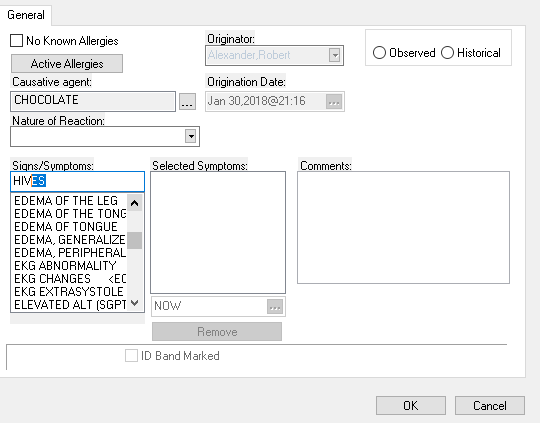 General
No Known Allergies
Active Allergies
Originator:
Alexander,Robert
Observed Historical
Causative agent:
CHOCOLATE ...
Origination Date:
Jan 30,2018@21:16 ...
Nature of Reaction:
Signs/Symptoms:
HIVES
EDEMA OF THE LEG
EDEMA OF THE TONG
EDEMA OF TONGUE
EDEMA, GENERALIZE
EDEMA, PERIPHERAL
EKG ABNORMALITY
EKG CHANGES <EC
EKG EXTRASYSTOLE
ELEVATED ALT (SGPT
Selected Symptoms:
NOW ...
Remove
Comments:
ID Band Marked
OK Cancel